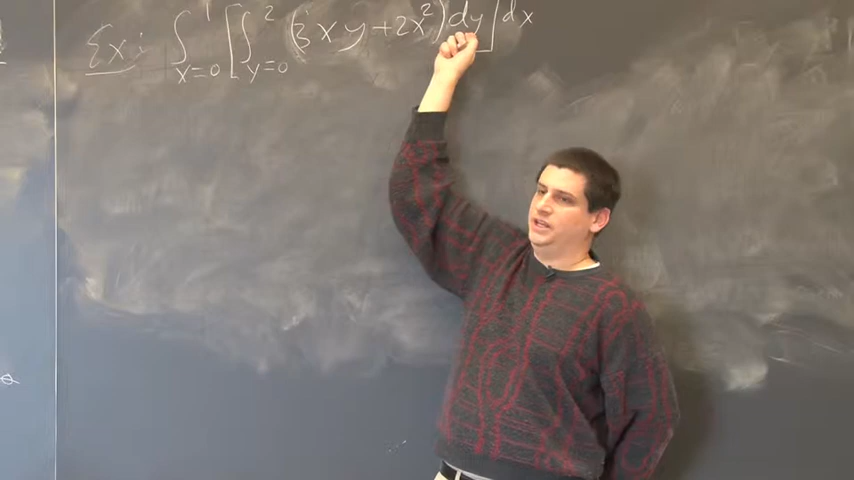 Ex: ∫_{x=0}^{1} [∫_{y=0}^{2} (3xy + 2x²) dy] dx